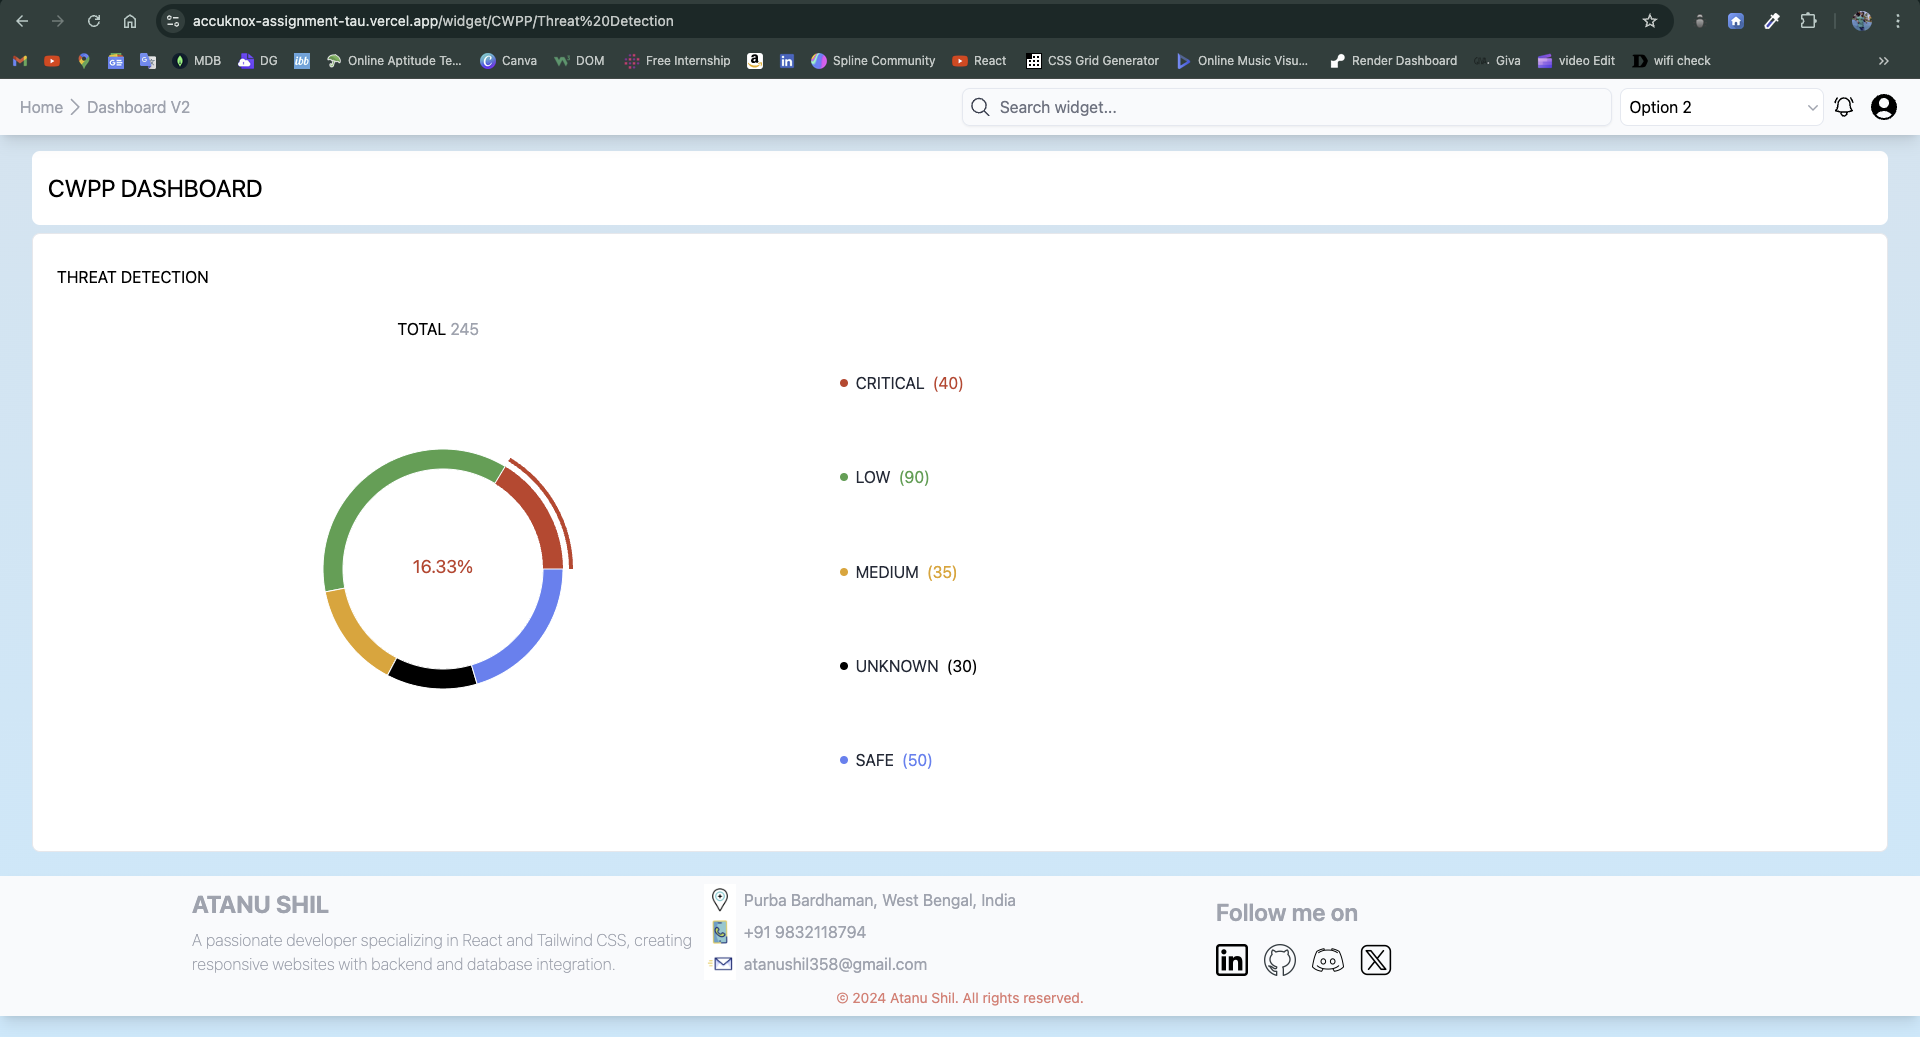 accuknox-assignment-tau.vercel.app/widget/CWPP/Threat%20Detection
MDB DG ibb Online Aptitude Te... Canva DOM Free Internship Spline Community React CSS Grid Generator Online Music Visu... Render Dashboard Giva video Edit wifi check »
Home Dashboard V2 Search widget... Option 2
CWPP DASHBOARD
THREAT DETECTION
TOTAL 245
16.33%
CRITICAL (40)
LOW (90)
MEDIUM (35)
UNKNOWN (30)
SAFE (50)
ATANU SHIL
A passionate developer specializing in React and Tailwind CSS, creating
responsive websites with backend and database integration.
Purba Bardhaman, West Bengal, India
+91 9832118794
atanushil358@gmail.com
Follow me on
© 2024 Atanu Shil. All rights reserved.